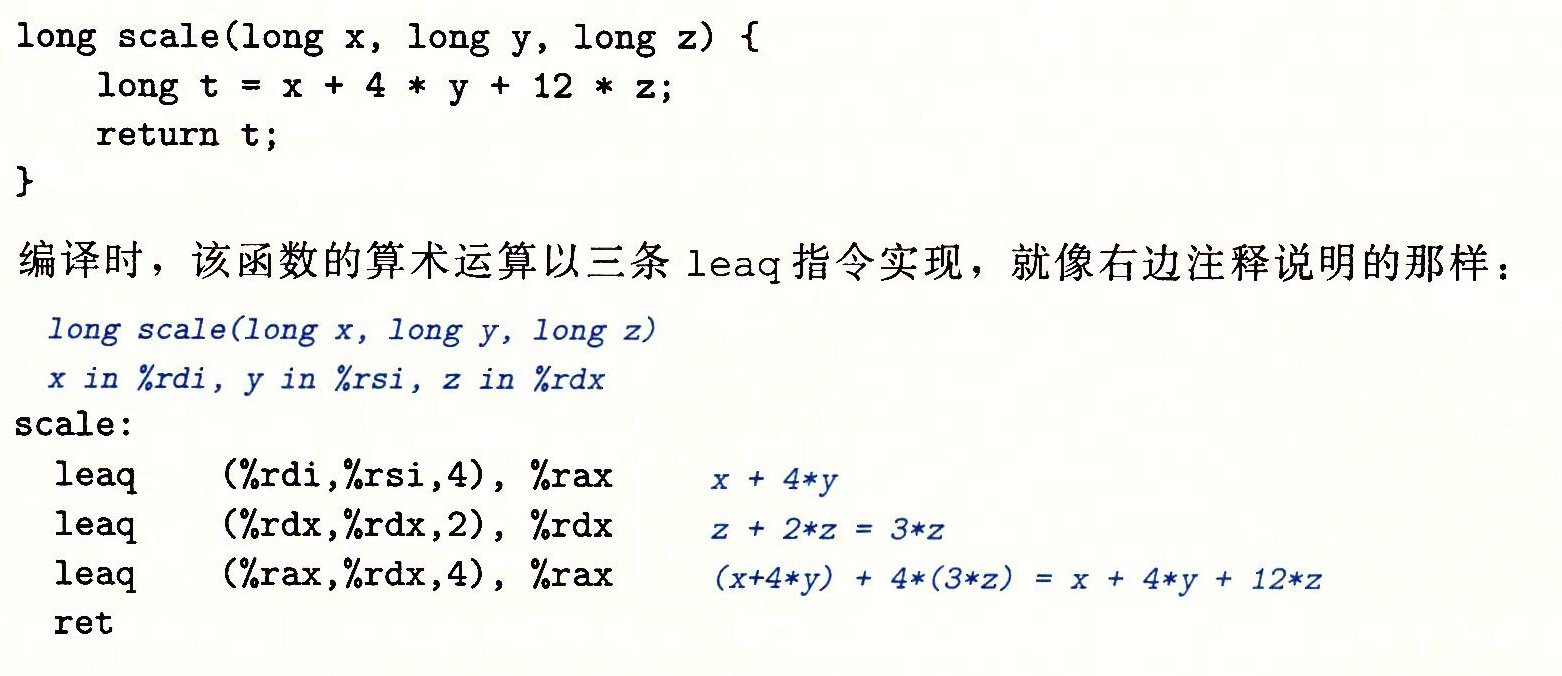 long scale(long x, long y, long z) {
    long t = x + 4 * y + 12 * z;
    return t;
}
编译时，该函数的算术运算以三条 leaq 指令实现，就像右边注释说明的那样：
long scale(long x, long y, long z)
x in %rdi, y in %rsi, z in %rdx
scale:
  leaq    (%rdi,%rsi,4), %rax    x + 4*y
  leaq    (%rdx,%rdx,2), %rdx    z + 2*z = 3*z
  leaq    (%rax,%rdx,4), %rax    (x+4*y) + 4*(3*z) = x + 4*y + 12*z
  ret